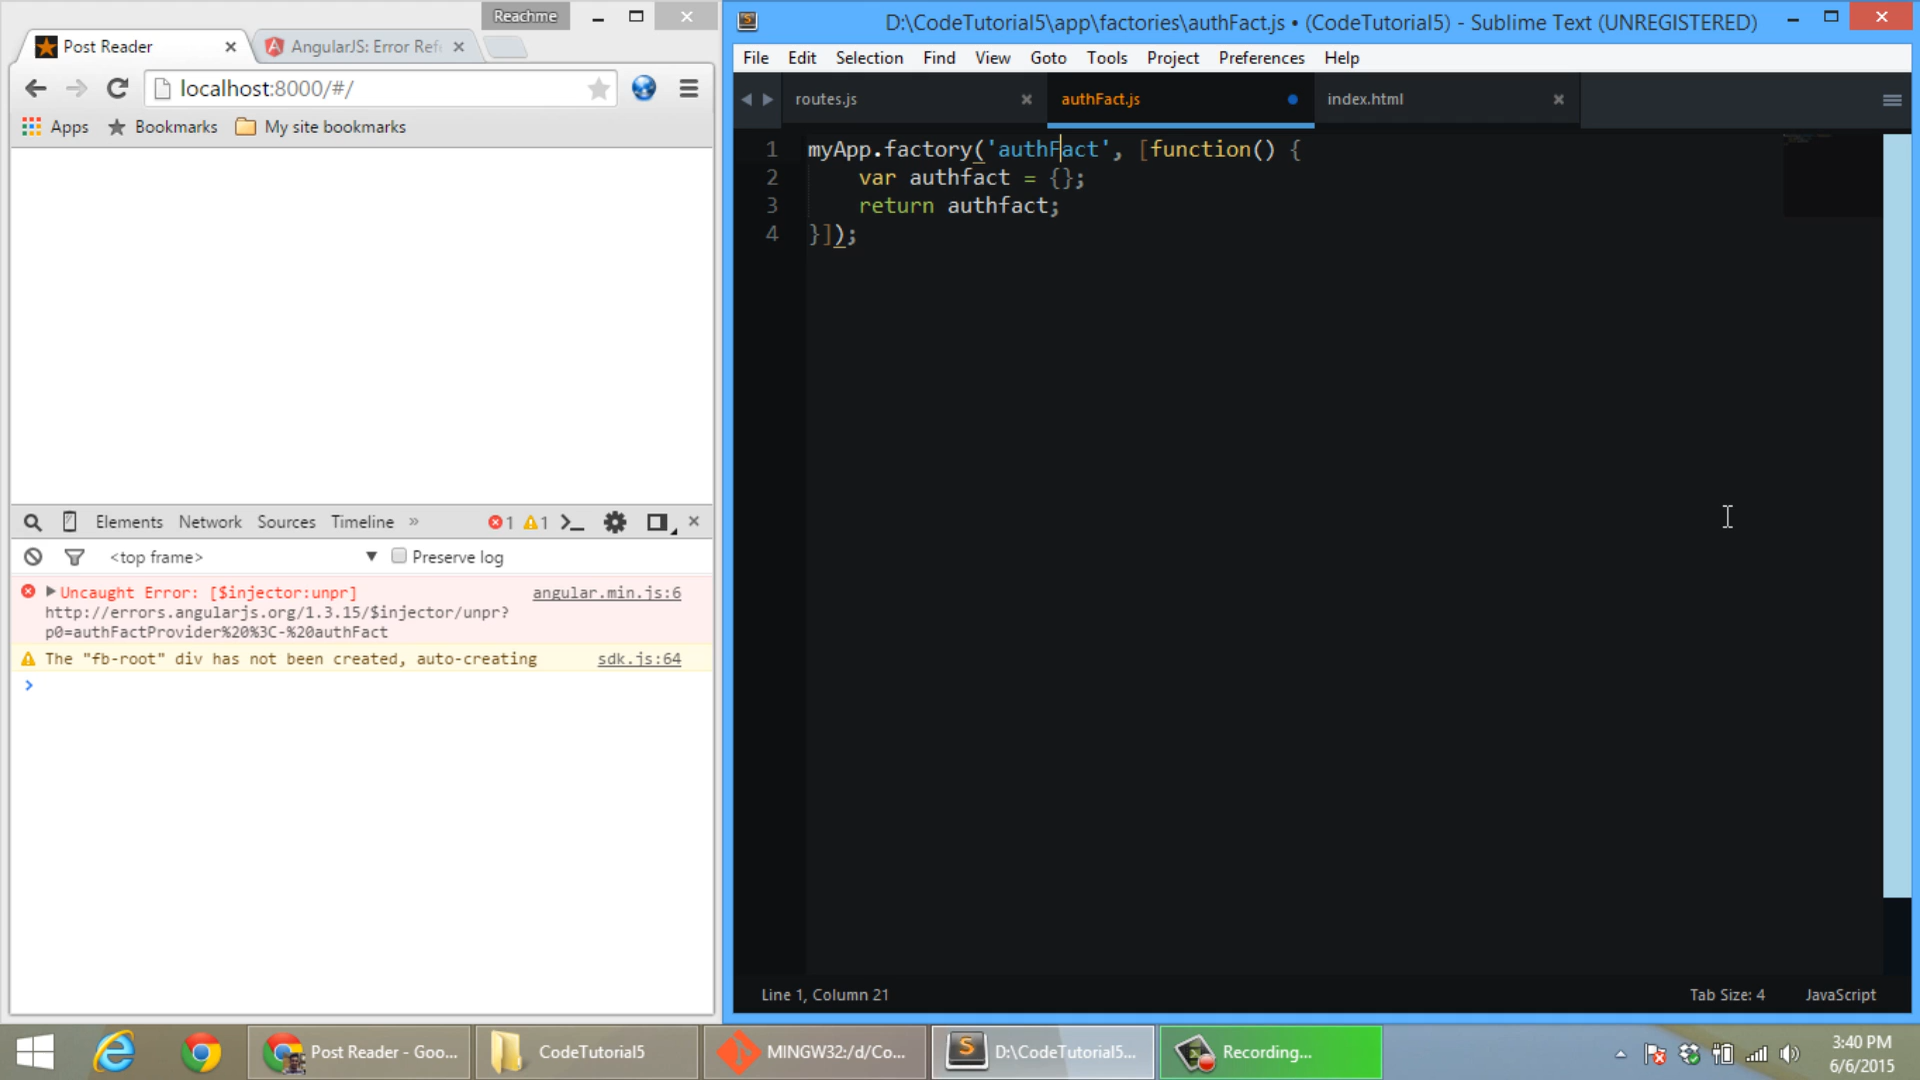 Reachme
Post Reader
AngularJS: Error Ref
localhost:8000/#/
Apps
Bookmarks
My site bookmarks
Elements
Network
Sources
Timeline
»
1
1
<top frame>
Preserve log
Uncaught Error: [$injector:unpr]
angular.min.js:6
http://errors.angularjs.org/1.3.15/$injector/unpr?
p0=authFactProvider%20%3C-%20authFact
The "fb-root" div has not been created, auto-creating
sdk.js:64
>
D:\CodeTutorial5\app\factories\authFact.js • (CodeTutorial5) - Sublime Text (UNREGISTERED)
File Edit Selection Find View Goto Tools Project Preferences Help
routes.js
authFact.js
index.html
1 myApp.factory('authFact', [function() {
2 var authfact = {};
3 return authfact;
4 }]);
Line 1, Column 21
Tab Size: 4
JavaScript
Post Reader - Goo...
CodeTutorial5
MINGW32:/d/Co...
D:\CodeTutorial5...
Recording...
3:40 PM
6/6/2015